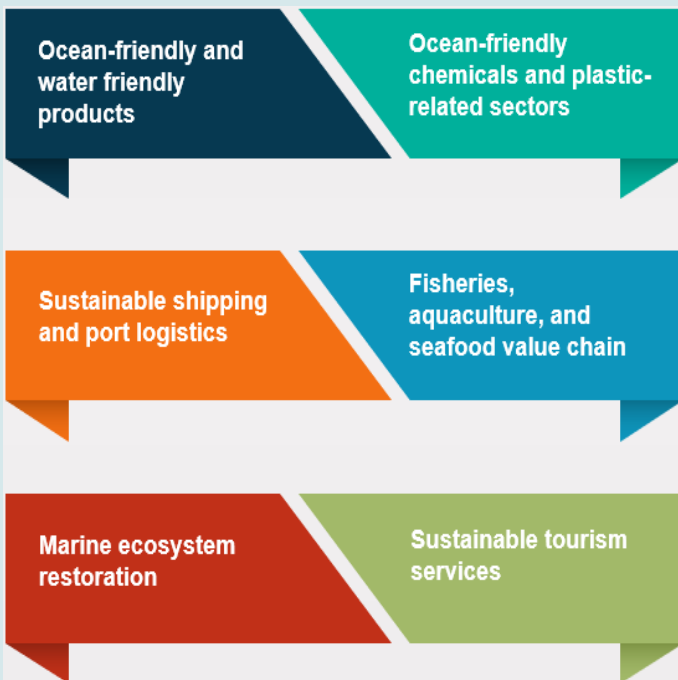 Ocean-friendly and
water friendly
products
Ocean-friendly
chemicals and plastic-
related sectors
Sustainable shipping
and port logistics
Fisheries,
aquaculture, and
seafood value chain
Marine ecosystem
restoration
Sustainable tourism
services